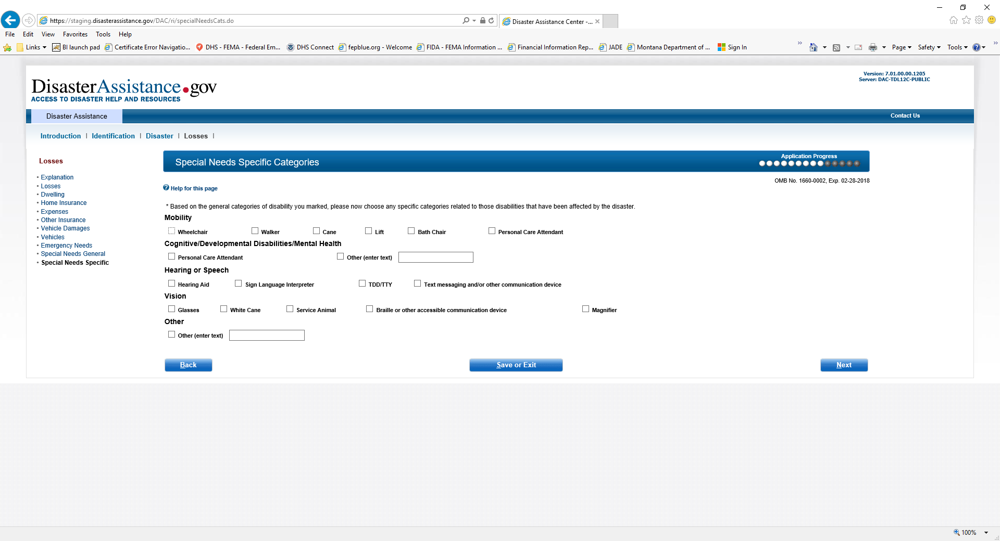 https://staging.disasterassistance.gov/DAC/ri/specialNeedsCats.do
Disaster Assistance Center -...
File Edit View Favorites Tools Help
Links BI launch pad Certificate Error Navigatio... DHS - FEMA - Federal Em... DHS Connect fepblue.org - Welcome FIDA - FEMA Information ... Financial Information Rep... JADE Montana Department of ... Sign In Page Safety Tools
Version: 7.01.00.00.1205
Server: DAC-TDL12C-PUBLIC
DisasterAssistance.gov
ACCESS TO DISASTER HELP AND RESOURCES
Disaster Assistance
Contact Us
Introduction | Identification | Disaster | Losses |
Losses
• Explanation
• Losses
• Dwelling
• Home Insurance
• Expenses
• Other Insurance
• Vehicle Damages
• Vehicles
• Emergency Needs
• Special Needs General
• Special Needs Specific
Special Needs Specific Categories
Application Progress
OMB No. 1660-0002, Exp. 02-28-2018
Help for this page
* Based on the general categories of disability you marked, please now choose any specific categories related to those disabilities that have been affected by the disaster.
Mobility
Wheelchair Walker Cane Lift Bath Chair Personal Care Attendant
Cognitive/Developmental Disabilities/Mental Health
Personal Care Attendant Other (enter text)
Hearing or Speech
Hearing Aid Sign Language Interpreter TDD/TTY Text messaging and/or other communication device
Vision
Glasses White Cane Service Animal Braille or other accessible communication device Magnifier
Other
Other (enter text)
Back Save or Exit Next
100%